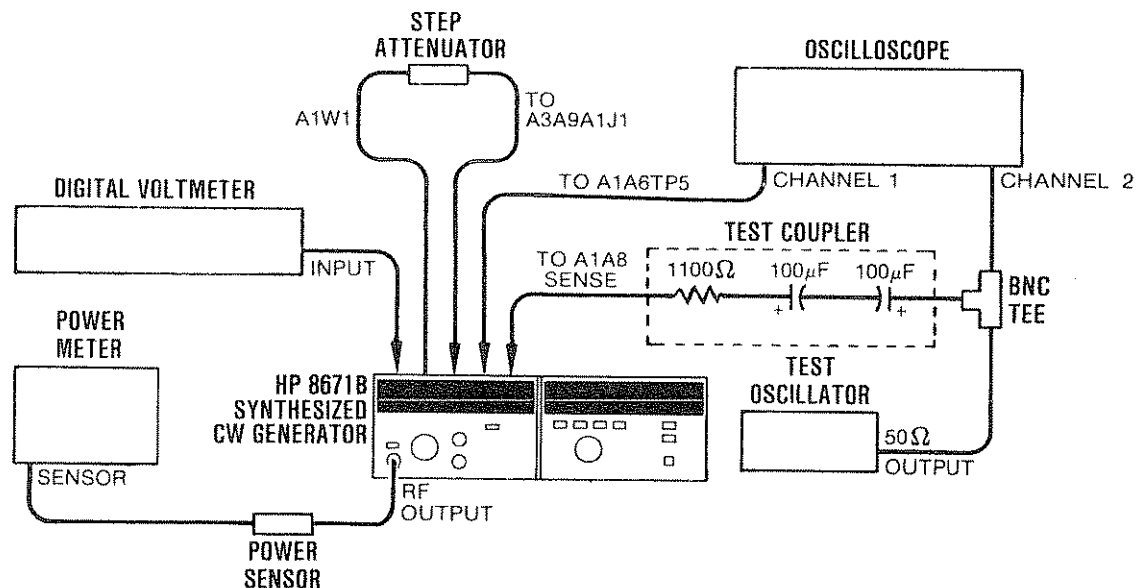 STEP
ATTENUATOR
OSCILLOSCOPE
A1W1
TO
A3A9A1J1
DIGITAL VOLTMETER
TO A1A6TP5
CHANNEL 1
CHANNEL 2
INPUT
TEST COUPLER
TO A1A8
SENSE
1100Ω
100μF
100μF
+
+
BNC
TEE
POWER
METER
HP 8671B
SYNTHESIZED
CW GENERATOR
TEST
OSCILLATOR
50Ω
OUTPUT
SENSOR
RF
OUTPUT
POWER
SENSOR